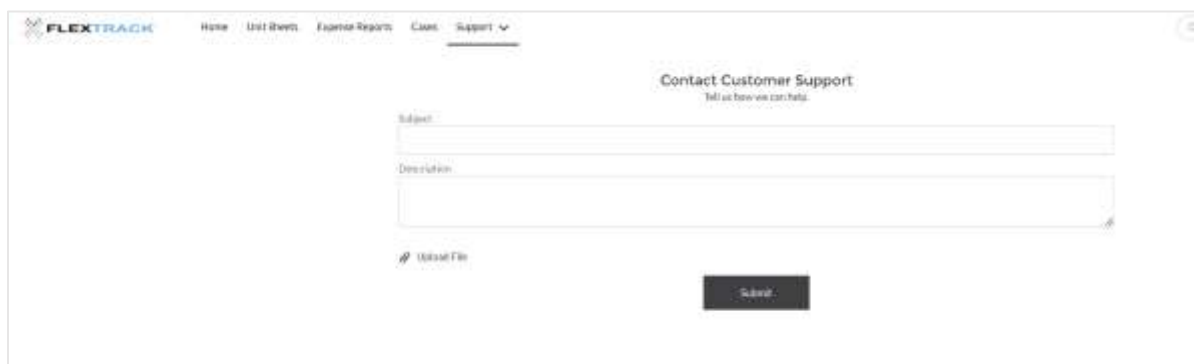 FLEXTRACK Home Unit Sheets Expense Reports Cases Support
Contact Customer Support
Tell us how we can help.
Subject
Description
Upload File
Submit